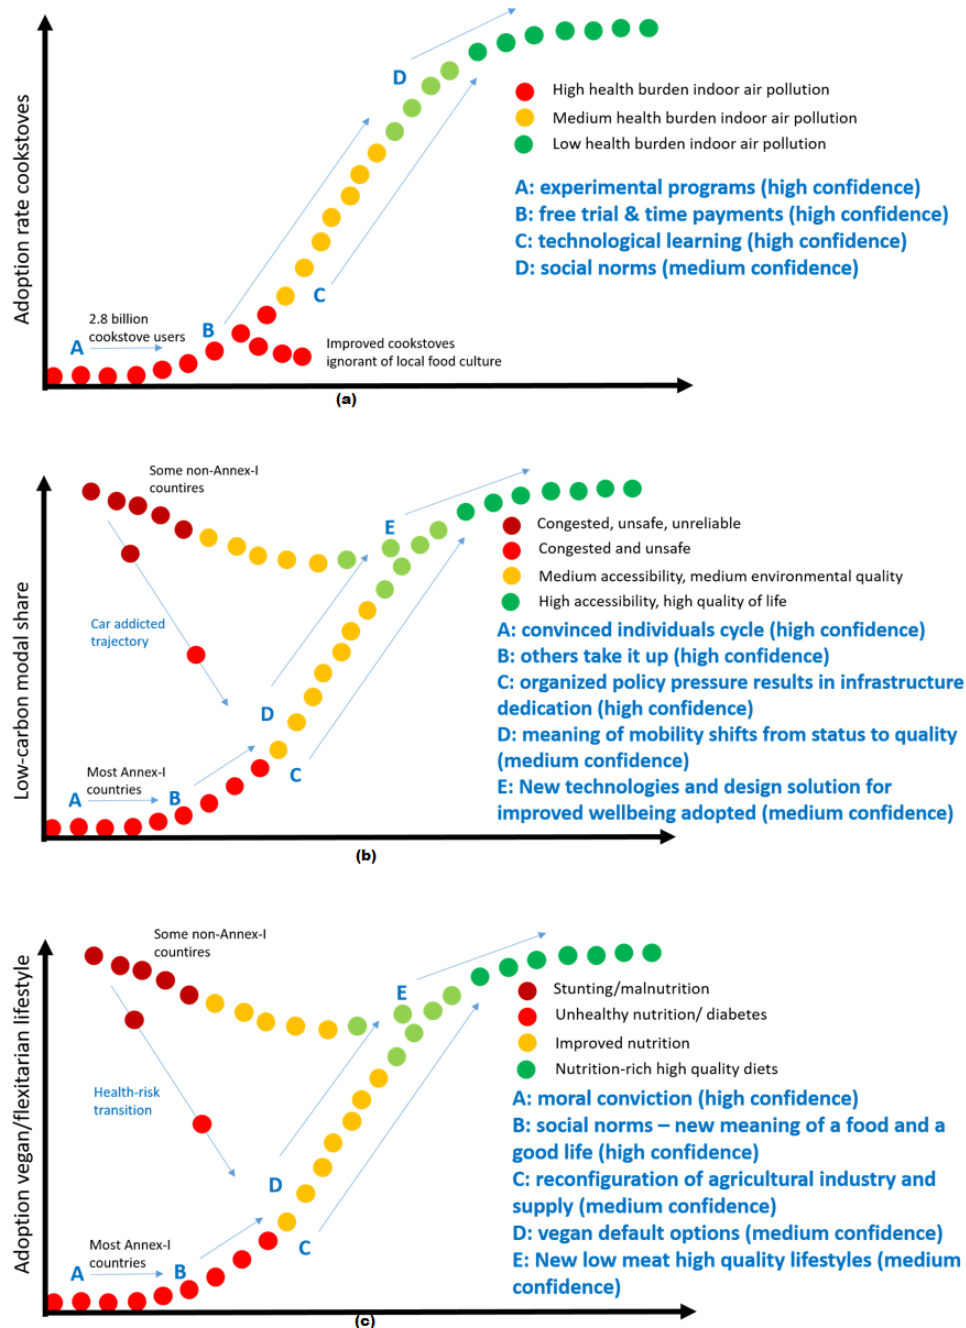 Adoption rate cookstoves
D
High health burden indoor air pollution
Medium health burden indoor air pollution
Low health burden indoor air pollution
A: experimental programs (high confidence)
B: free trial & time payments (high confidence)
C: technological learning (high confidence)
D: social norms (medium confidence)
C
2.8 billion
cookstove users
B
A
Improved cookstoves
ignorant of local food culture
(a)
Low-carbon modal share
Some non-Annex-I
countires
E
Congested, unsafe, unreliable
Congested and unsafe
Medium accessibility, medium environmental quality
High accessibility, high quality of life
Car addicted
trajectory
A: convinced individuals cycle (high confidence)
B: others take it up (high confidence)
C: organized policy pressure results in infrastructure
dedication (high confidence)
D: meaning of mobility shifts from status to quality
(medium confidence)
E: New technologies and design solution for
improved wellbeing adopted (medium confidence)
D
C
Most Annex-I
countries
A
B
(b)
Adoption vegan/flexitarian lifestyle
Some non-Annex-I
countires
E
Stunting/malnutrition
Unhealthy nutrition/ diabetes
Improved nutrition
Nutrition-rich high quality diets
Health-risk
transition
A: moral conviction (high confidence)
B: social norms – new meaning of a food and a
good life (high confidence)
C: reconfiguration of agricultural industry and
supply (medium confidence)
D: vegan default options (medium confidence)
E: New low meat high quality lifestyles (medium
confidence)
D
C
Most Annex-I
countries
A
B
(c)